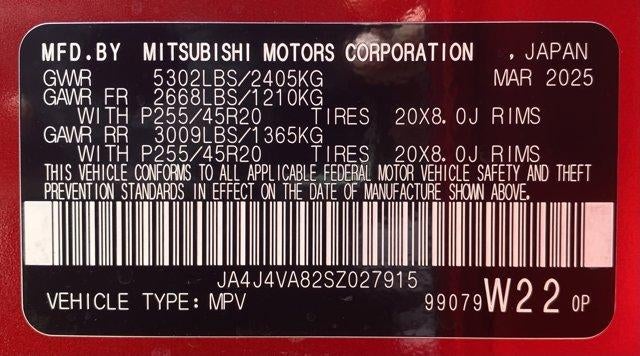 MFD.BY MITSUBISHI MOTORS CORPORATION , JAPAN
GVWR 5302LBS/2405KG MAR 2025
GAWR FR 2668LBS/1210KG
WITH P255/45R20 TIRES 20X8.0J RIMS
GAWR RR 3009LBS/1365KG
WITH P255/45R20 TIRES 20X8.0J RIMS
THIS VEHICLE CONFORMS TO ALL APPLICABLE FEDERAL MOTOR VEHICLE SAFETY AND THEFT
PREVENTION STANDARDS IN EFFECT ON THE DATE OF MANUFACTURE SHOWN ABOVE.
JA4J4VA82SZ027915
VEHICLE TYPE: MPV 99079 W22 0P